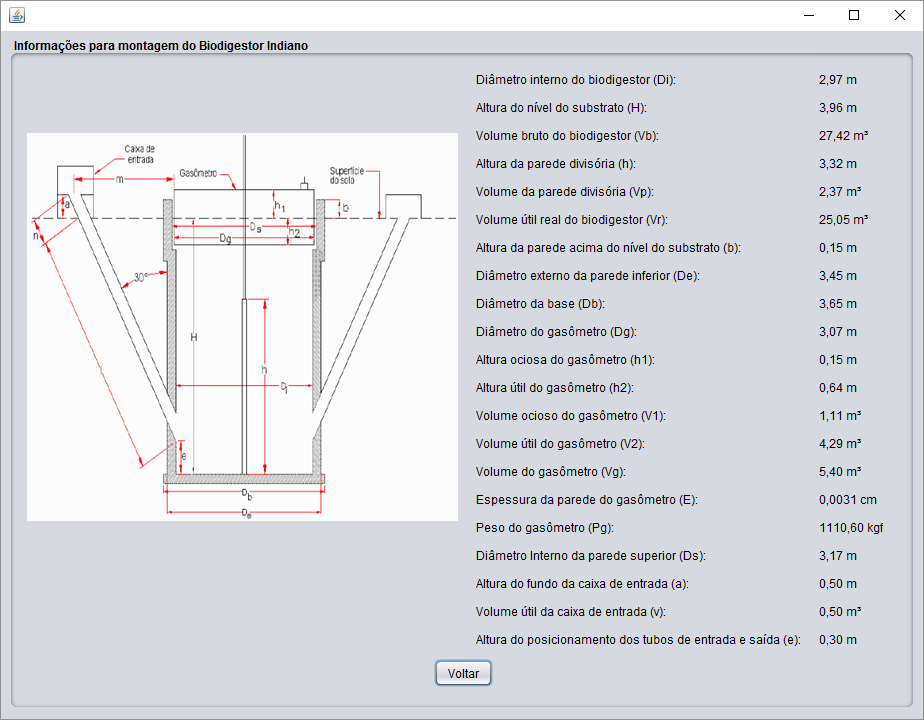 Informações para montagem do Biodigestor Indiano
Caixa de
entrada
Gasômetro
Superfície
do solo
m
a
h1
b
n
Ds
h2
Dg
30°
H
h
l
Di
e
Db
De
Diâmetro interno do biodigestor (Di): 2,97 m
Altura do nível do substrato (H): 3,96 m
Volume bruto do biodigestor (Vb): 27,42 m³
Altura da parede divisória (h): 3,32 m
Volume da parede divisória (Vp): 2,37 m³
Volume útil real do biodigestor (Vr): 25,05 m³
Altura da parede acima do nível do substrato (b): 0,15 m
Diâmetro externo da parede inferior (De): 3,45 m
Diâmetro da base (Db): 3,65 m
Diâmetro do gasômetro (Dg): 3,07 m
Altura ociosa do gasômetro (h1): 0,15 m
Altura útil do gasômetro (h2): 0,64 m
Volume ocioso do gasômetro (V1): 1,11 m³
Volume útil do gasômetro (V2): 4,29 m³
Volume do gasômetro (Vg): 5,40 m³
Espessura da parede do gasômetro (E): 0,0031 cm
Peso do gasômetro (Pg): 1110,60 kgf
Diâmetro Interno da parede superior (Ds): 3,17 m
Altura do fundo da caixa de entrada (a): 0,50 m
Volume útil da caixa de entrada (v): 0,50 m³
Altura do posicionamento dos tubos de entrada e saída (e): 0,30 m
Voltar